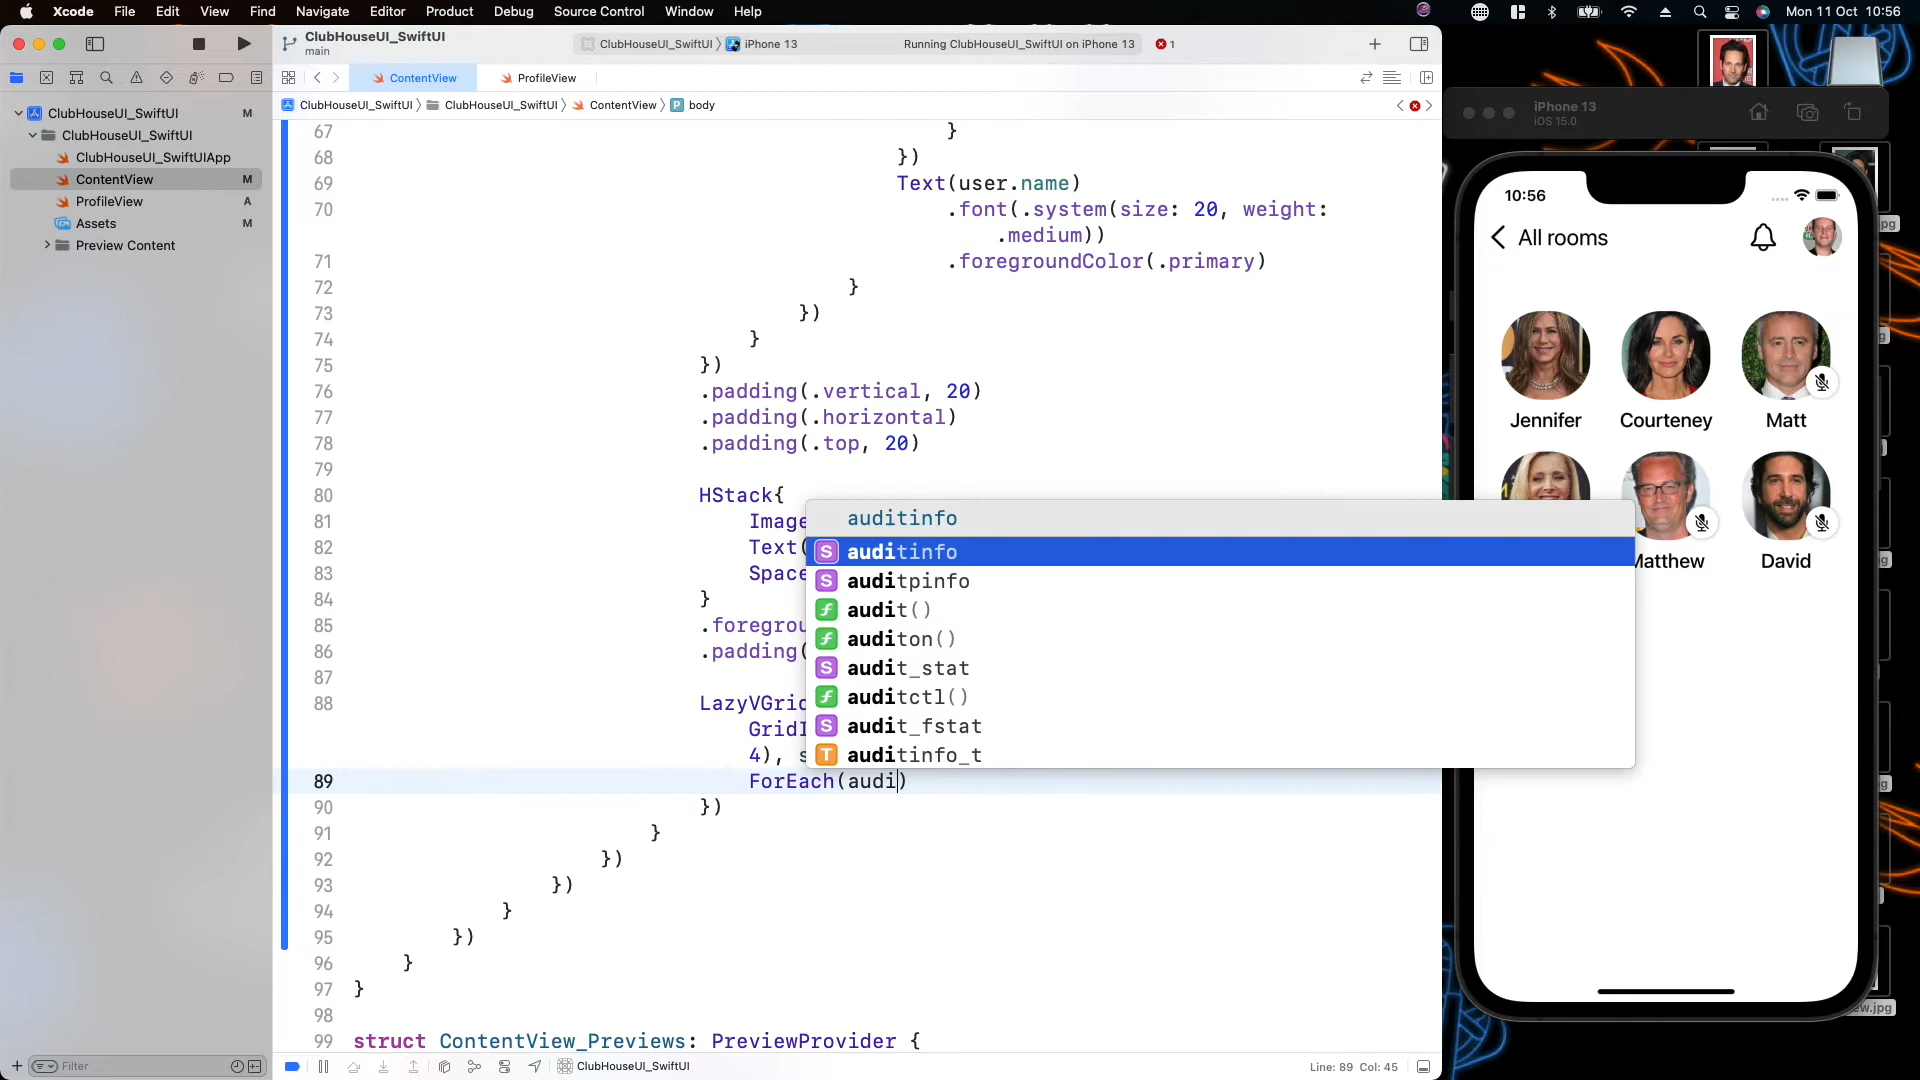 Xcode File Edit View Find Navigate Editor Product Debug Source Control Window Help Mon 11 Oct 10:56
ClubHouseUI_SwiftUI
main
ClubHouseUI_SwiftUI iPhone 13 Running ClubHouseUI_SwiftUI on iPhone 13 1
ContentView ProfileView
ClubHouseUI_SwiftUI ClubHouseUI_SwiftUI ContentView P body
ClubHouseUI_SwiftUI M
ClubHouseUI_SwiftUI
ClubHouseUI_SwiftUIApp
ContentView M
ProfileView A
Assets M
Preview Content
Filter
67 }
68 })
69 Text(user.name)
70 .font(.system(size: 20, weight:
.medium))
71 .foregroundColor(.primary)
72 }
73 })
74 }
75 })
76 .padding(.vertical, 20)
77 .padding(.horizontal)
78 .padding(.top, 20)
79
80 HStack{
81 Image
82 Text(
83 Space
84 }
85 .foregrou
86 .padding(
87
88 LazyVGrid
GridI
4), s
89 ForEach(audi)
90 })
91 }
92 })
93 })
94 }
95 })
96 }
97 }
98
99 struct ContentView_Previews: PreviewProvider {
auditinfo
S auditinfo
S auditpinfo
f audit()
f auditon()
S audit_stat
f auditctl()
S audit_fstat
T auditinfo_t
ClubHouseUI_SwiftUI Line: 89 Col: 45
iPhone 13
iOS 15.0
10:56
All rooms
Jennifer Courteney Matt
Matthew David
ew.jpg